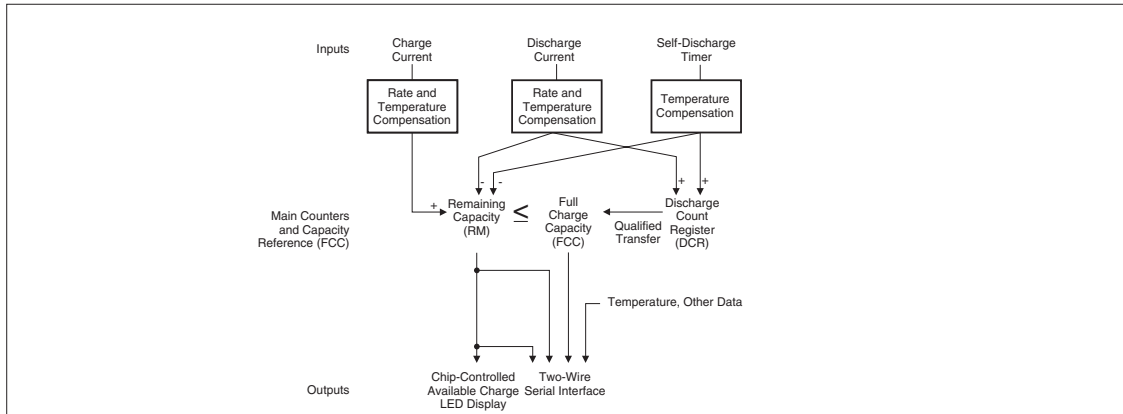 Inputs
Charge
Current
Discharge
Current
Self-Discharge
Timer
Rate and
Temperature
Compensation
Rate and
Temperature
Compensation
Temperature
Compensation
- -
+ +
+
Main Counters
and Capacity
Reference (FCC)
Remaining
Capacity
(RM)
≤
Full
Charge
Capacity
(FCC)
Qualified
Transfer
Discharge
Count
Register
(DCR)
Temperature, Other Data
Outputs
Chip-Controlled
Available Charge
LED Display
Two-Wire
Serial Interface